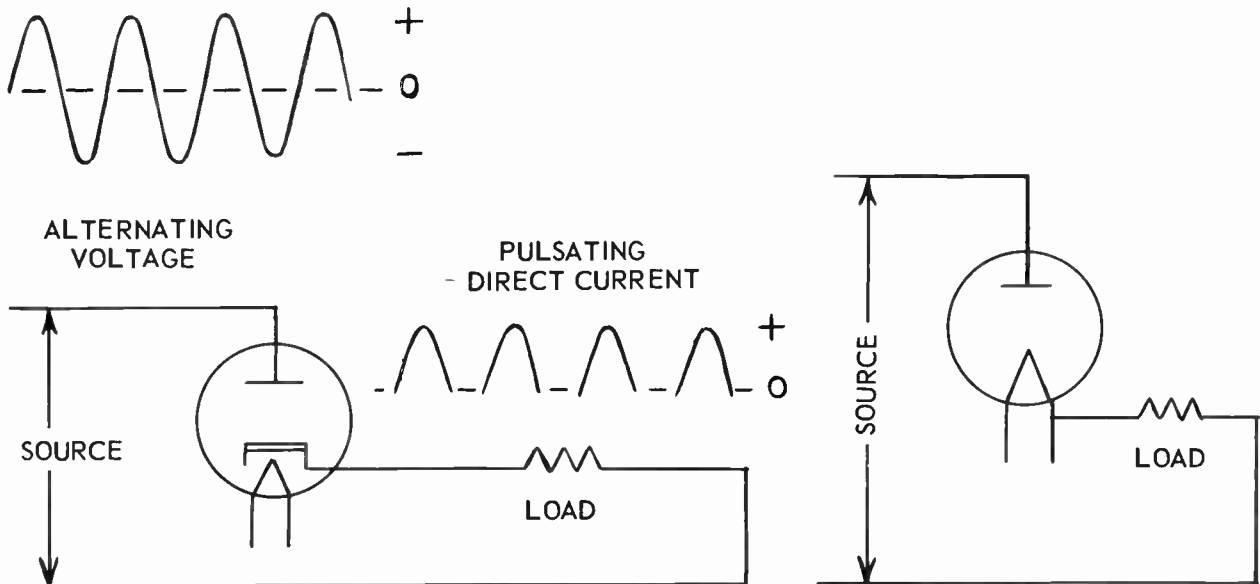 +
0
−
ALTERNATING
VOLTAGE
PULSATING
DIRECT CURRENT
+
0
SOURCE
LOAD
SOURCE
LOAD